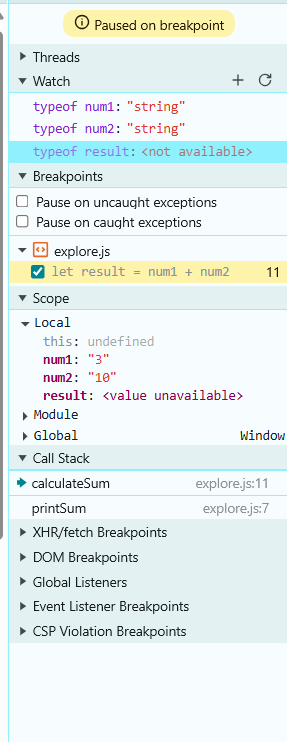 Paused on breakpoint
Threads
Watch
typeof num1: "string"
typeof num2: "string"
typeof result: <not available>
Breakpoints
Pause on uncaught exceptions
Pause on caught exceptions
explore.js
let result = num1 + num2 11
Scope
Local
this: undefined
num1: "3"
num2: "10"
result: <value unavailable>
Module
Global Window
Call Stack
calculateSum explore.js:11
printSum explore.js:7
XHR/fetch Breakpoints
DOM Breakpoints
Global Listeners
Event Listener Breakpoints
CSP Violation Breakpoints